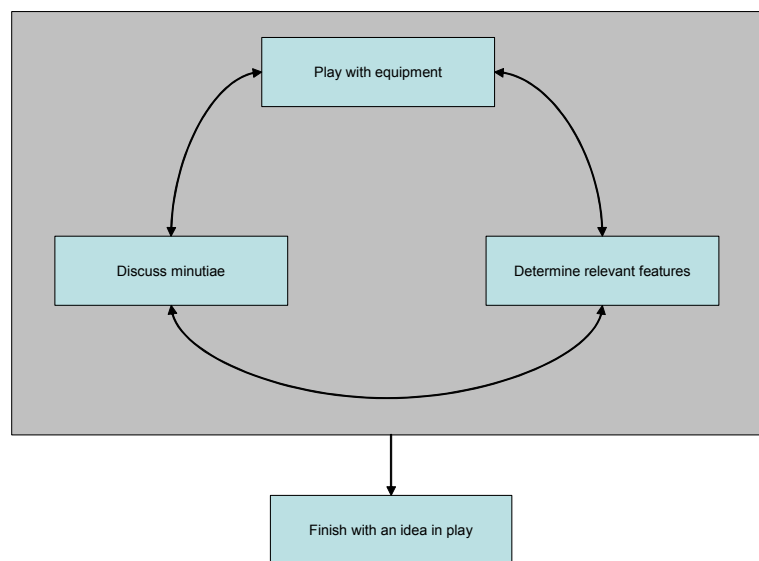 Play with equipment
Discuss minutiae
Determine relevant features
Finish with an idea in play